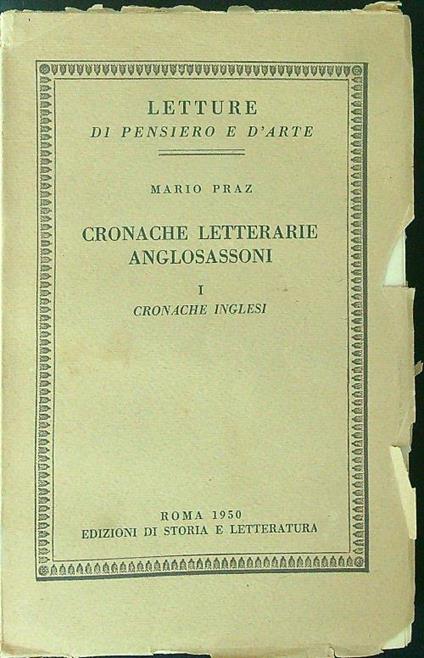 LETTURE
DI PENSIERO E D'ARTE
MARIO PRAZ
CRONACHE LETTERARIE
ANGLOSASSONI
I
CRONACHE INGLESI
ROMA 1950
EDIZIONI DI STORIA E LETTERATURA